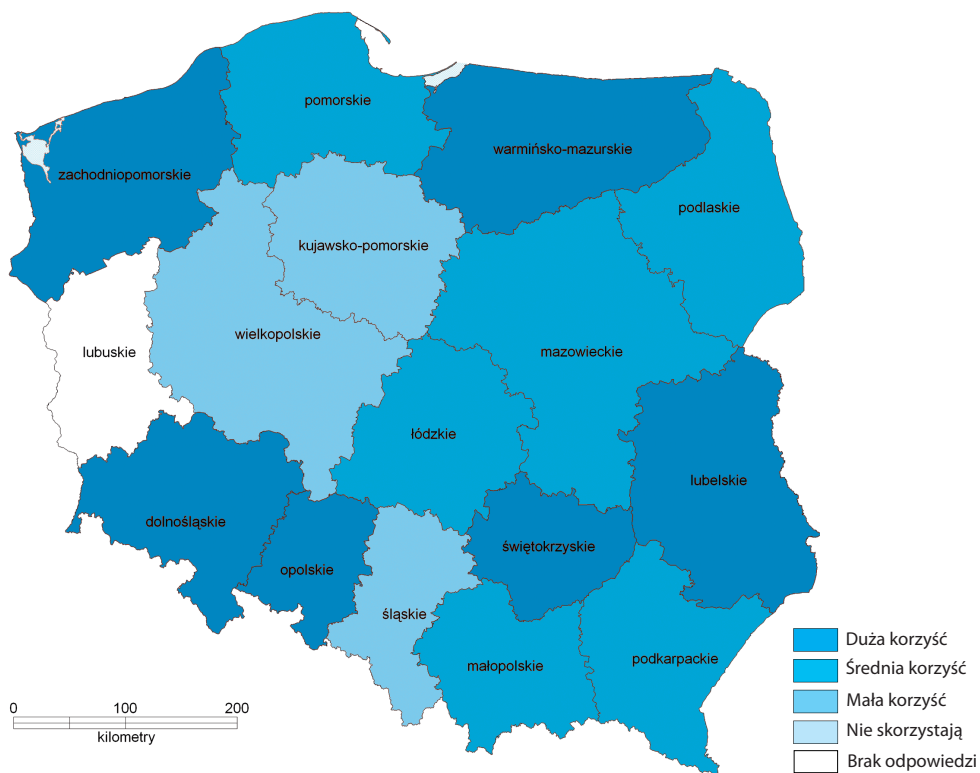 pomorskie
warmińsko-mazurskie
zachodniopomorskie
podlaskie
kujawsko-pomorskie
wielkopolskie
lubuskie
mazowieckie
łódzkie
lubelskie
dolnośląskie
świętokrzyskie
opolskie
śląskie
małopolskie
podkarpackie
0 100 200
kilometry
Duża korzyść
Średnia korzyść
Mała korzyść
Nie skorzystają
Brak odpowiedzi